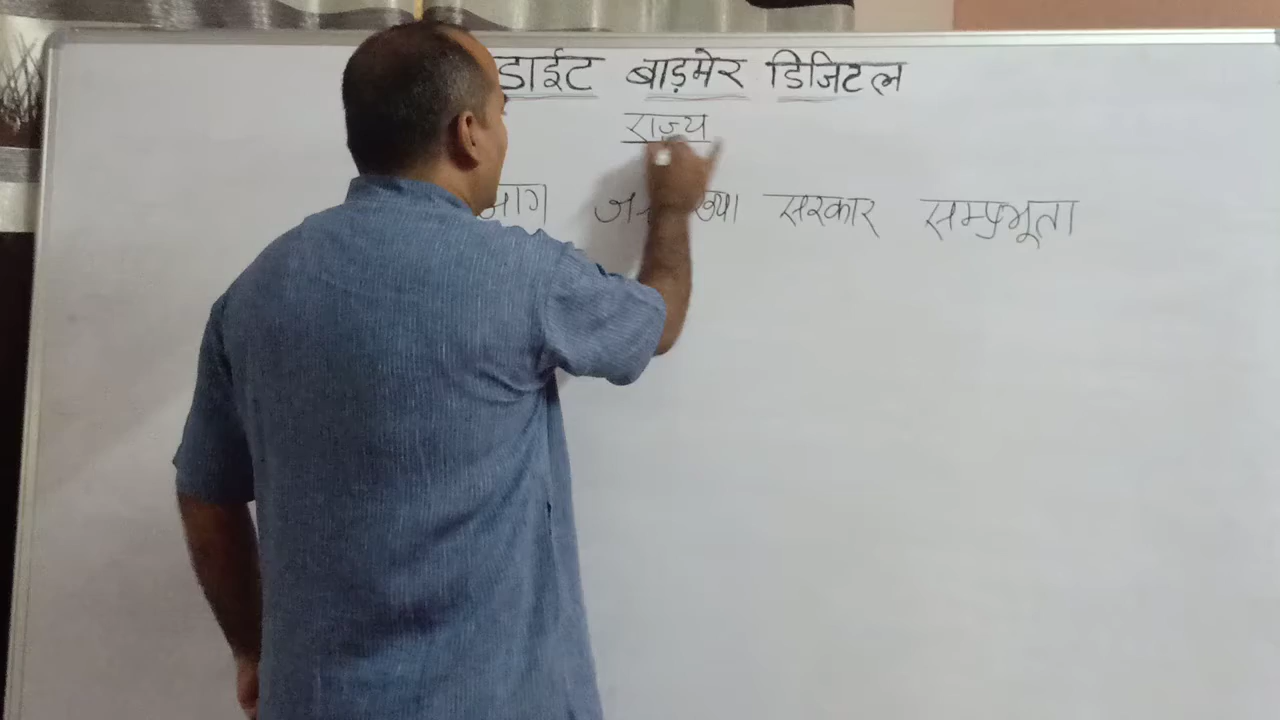 डाईट बाड़मेर डिजिटल
राज्य
सरकार सम्प्रभूता